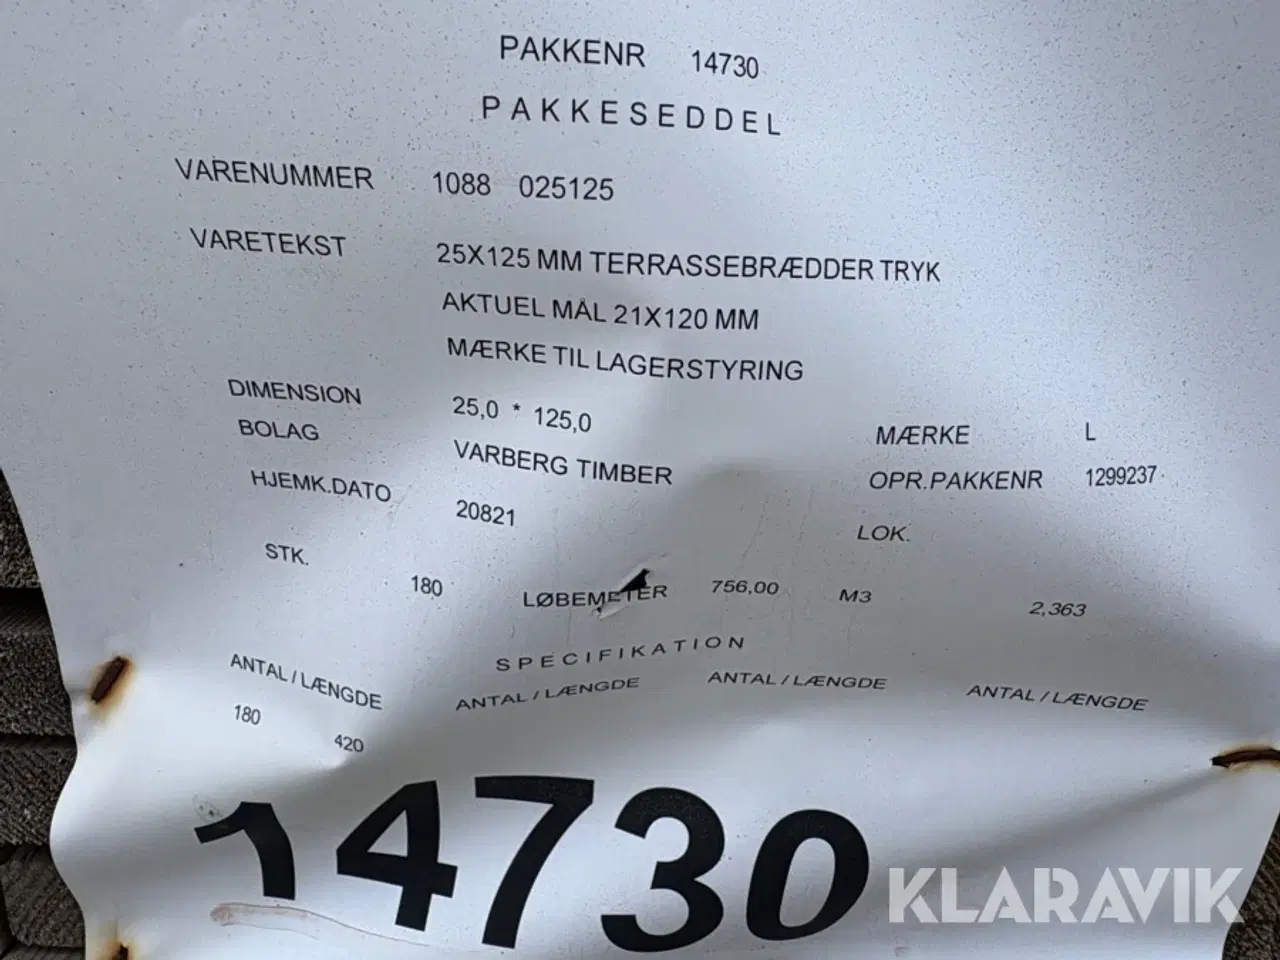 PAKKENR 14730
PAKKESEDDEL
VARENUMMER 1088 025125
VARETEKST 25X125 MM TERRASSEBRÆDDER TRYK
AKTUEL MÅL 21X120 MM
MÆRKE TIL LAGERSTYRING
DIMENSION 25,0 * 125,0 MÆRKE L
BOLAG VARBERG TIMBER OPR.PAKKENR 1299237
HJEMK.DATO 20821 LOK.
STK. 180 LØBEMETER 756,00 M3 2,363
SPECIFIKATION
ANTAL / LÆNGDE ANTAL / LÆNGDE ANTAL / LÆNGDE ANTAL / LÆNGDE
180 420
14730
KLARAVIK